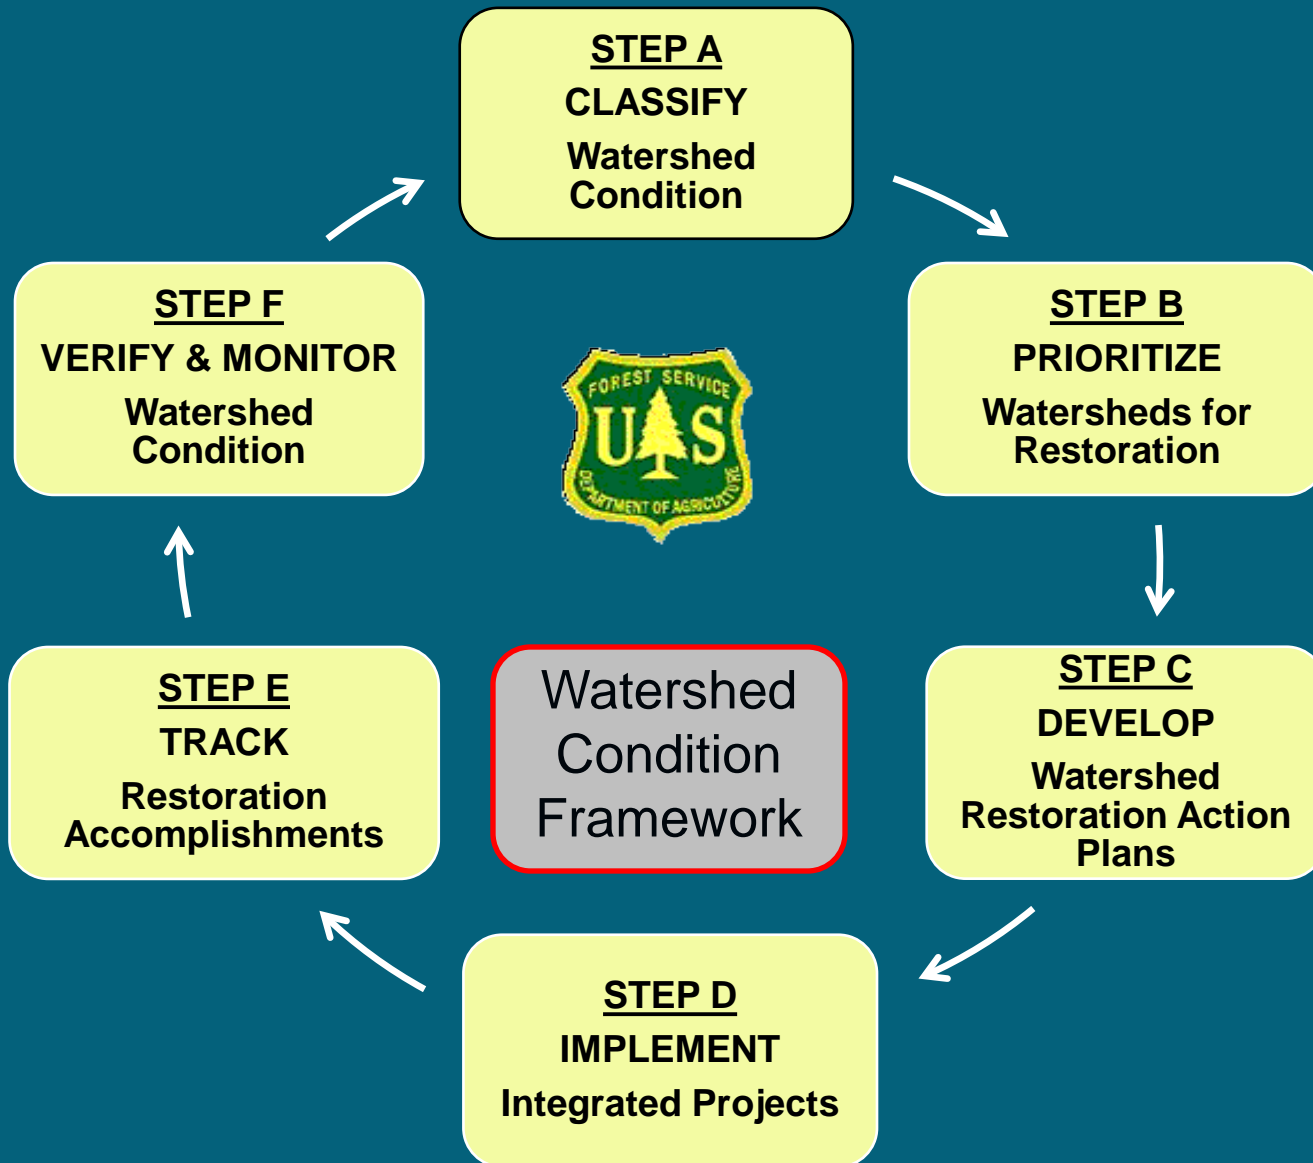 STEP A
CLASSIFY
Watershed
Condition
STEP B
PRIORITIZE
Watersheds for
Restoration
STEP C
DEVELOP
Watershed
Restoration Action
Plans
STEP D
IMPLEMENT
Integrated Projects
STEP E
TRACK
Restoration
Accomplishments
STEP F
VERIFY & MONITOR
Watershed
Condition
FOREST SERVICE
U S
DEPARTMENT OF AGRICULTURE
Watershed
Condition
Framework